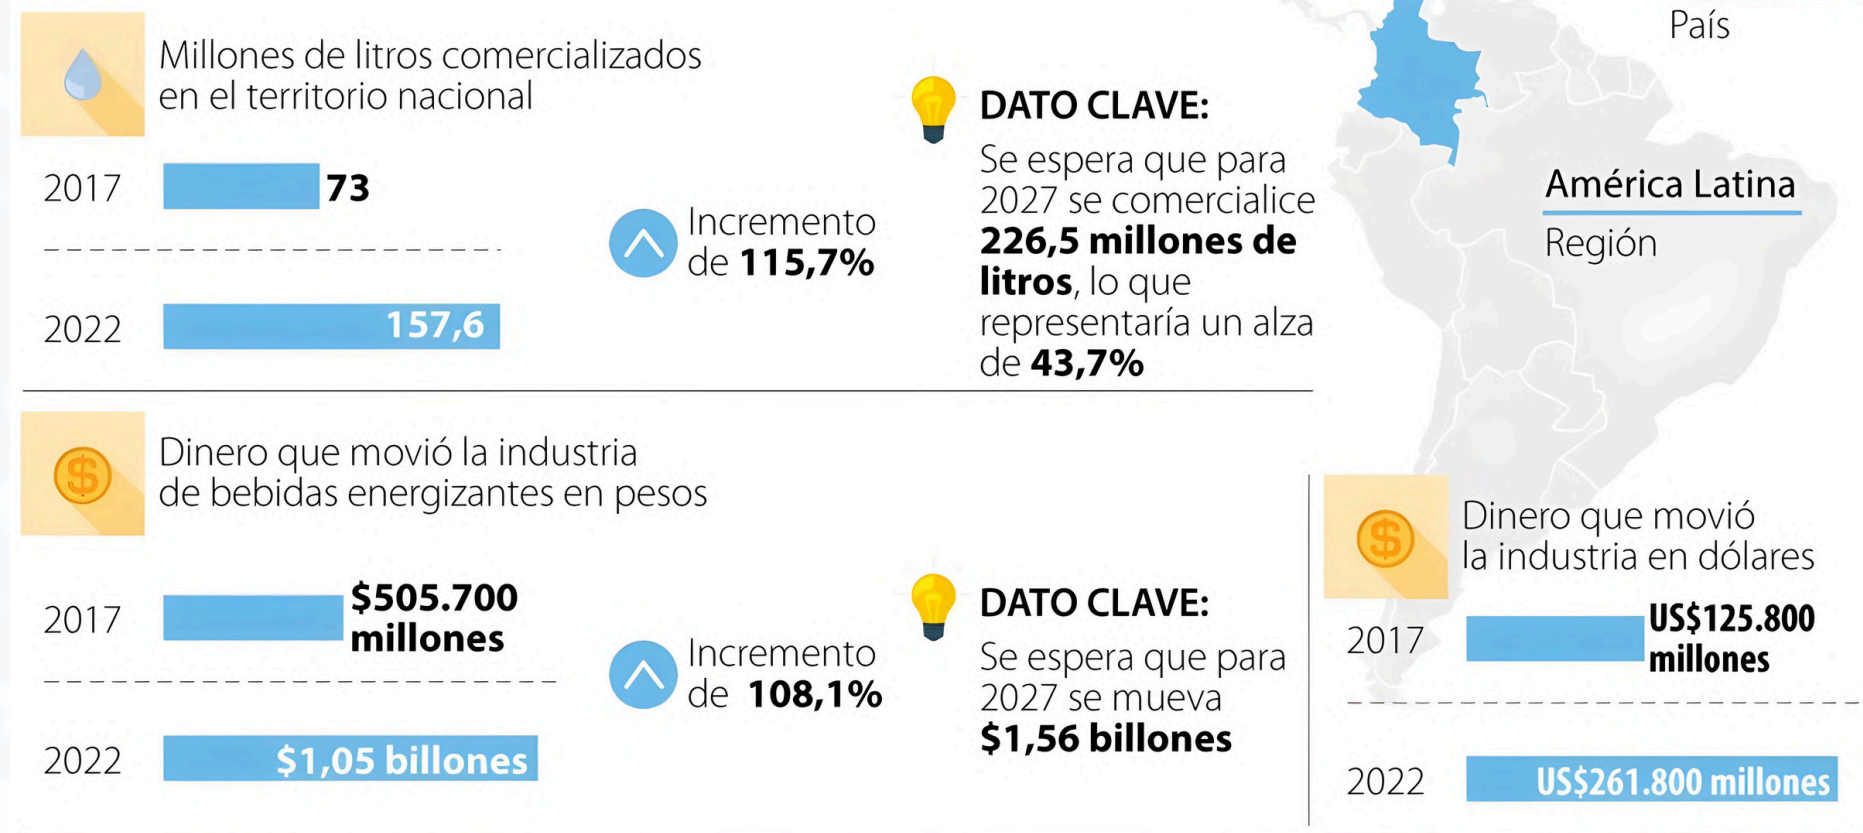 Millones de litros comercializados
en el territorio nacional
2017
73
2022
157,6
Incremento
de 115,7%
DATO CLAVE:
Se espera que para
2027 se comercialice
226,5 millones de
litros, lo que
representaría un alza
de 43,7%
País
América Latina
Región
Dinero que movió la industria
de bebidas energizantes en pesos
2017
$505.700
millones
2022
$1,05 billones
Incremento
de 108,1%
DATO CLAVE:
Se espera que para
2027 se mueva
$1,56 billones
Dinero que movió
la industria en dólares
2017
US$125.800
millones
2022
US$261.800 millones